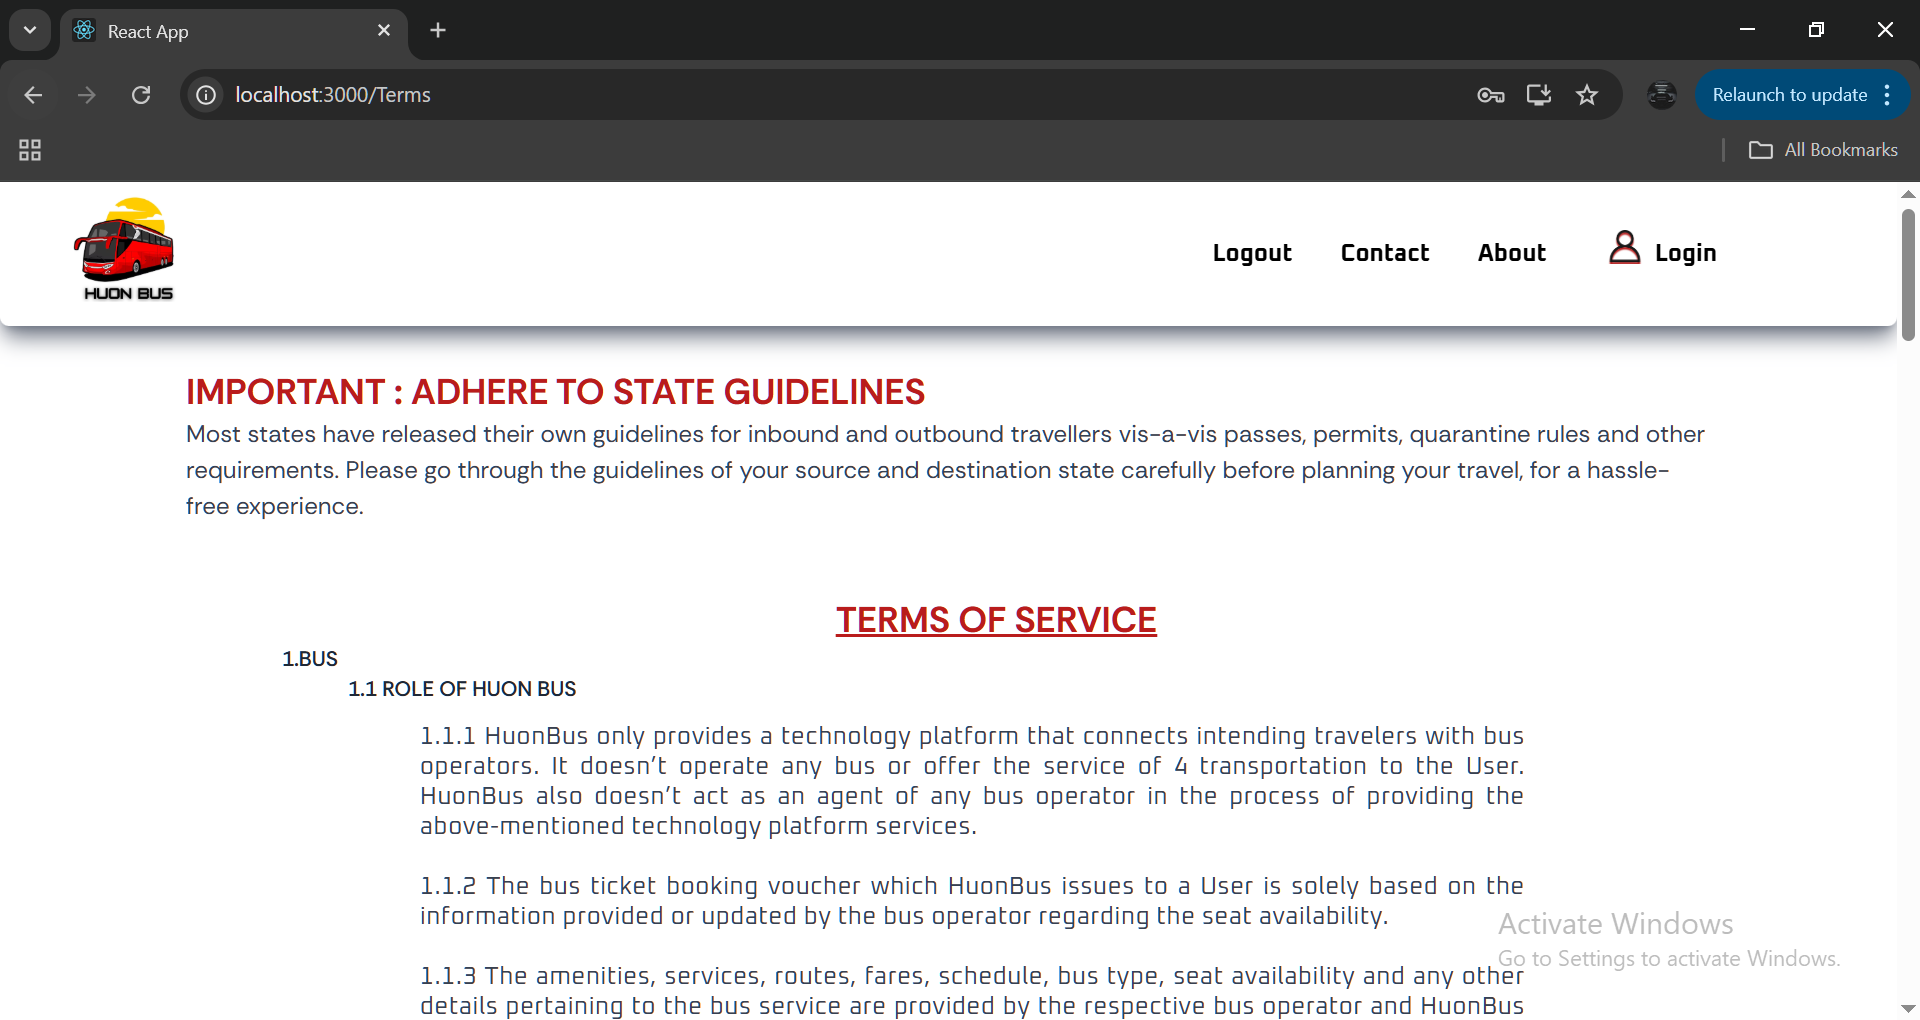 React App
localhost:3000/Terms
Relaunch to update
All Bookmarks
HUON BUS
Logout Contact About Login
IMPORTANT : ADHERE TO STATE GUIDELINES
Most states have released their own guidelines for inbound and outbound travellers vis-a-vis passes, permits, quarantine rules and other
requirements. Please go through the guidelines of your source and destination state carefully before planning your travel, for a hassle-
free experience.
TERMS OF SERVICE
1.BUS
1.1 ROLE OF HUON BUS
1.1.1 HuonBus only provides a technology platform that connects intending travelers with bus
operators. It doesn’t operate any bus or offer the service of 4 transportation to the User.
HuonBus also doesn’t act as an agent of any bus operator in the process of providing the
above-mentioned technology platform services.
1.1.2 The bus ticket booking voucher which HuonBus issues to a User is solely based on the
information provided or updated by the bus operator regarding the seat availability.
1.1.3 The amenities, services, routes, fares, schedule, bus type, seat availability and any other
details pertaining to the bus service are provided by the respective bus operator and HuonBus
Activate Windows
Go to Settings to activate Windows.